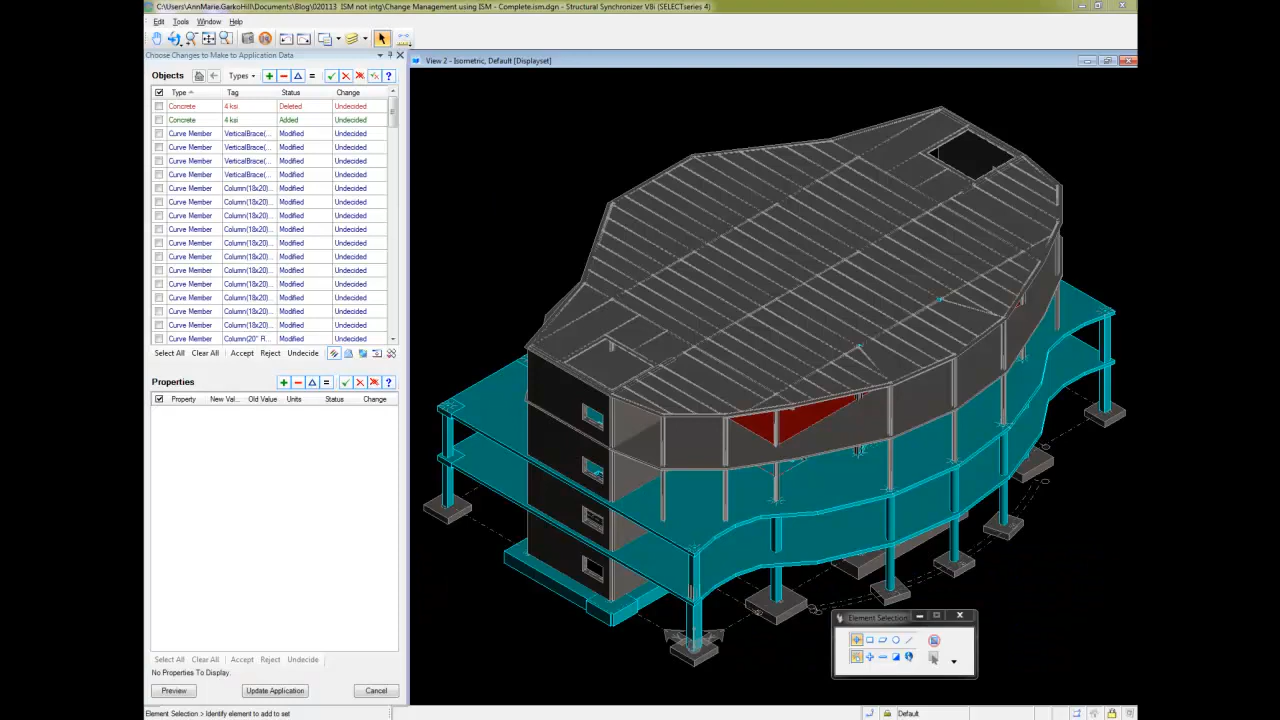 C:\Users\AnnMarie.GarkoHill\Documents\Blog\020113 ISM not intg\Change Management using ISM - Complete.ism.dgn - Structural Synchronizer V8i (SELECTseries 4)
Edit Tools Window Help
Choose Changes to Make to Application Data
View 2 - Isometric, Default [Displayset]
Objects Types
Type Tag Status Change
Concrete 4 ksi Deleted Undecided
Concrete 4 ksi Added Undecided
Curve Member VerticalBrace(... Modified Undecided
Curve Member VerticalBrace(... Modified Undecided
Curve Member VerticalBrace(... Modified Undecided
Curve Member VerticalBrace(... Modified Undecided
Curve Member Column(18x20)... Modified Undecided
Curve Member Column(18x20)... Modified Undecided
Curve Member Column(18x20)... Modified Undecided
Curve Member Column(18x20)... Modified Undecided
Curve Member Column(18x20)... Modified Undecided
Curve Member Column(18x20)... Modified Undecided
Curve Member Column(18x20)... Modified Undecided
Curve Member Column(18x20)... Modified Undecided
Curve Member Column(18x20)... Modified Undecided
Curve Member Column(18x20)... Modified Undecided
Curve Member Column(18x20)... Modified Undecided
Curve Member Column(20" R... Modified Undecided
Select All Clear All Accept Reject Undecide
Properties
Property New Val... Old Value Units Status Change
Select All Clear All Accept Reject Undecide
No Properties To Display.
Preview Update Application Cancel
Element Selection
Element Selection > Identify element to add to set
Default